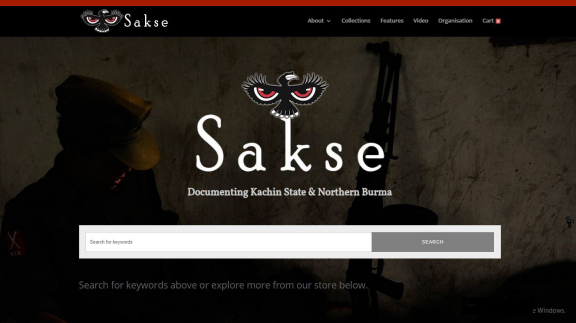 Sakse
About
Collections
Features
Video
Organisation
Cart
Sakse
Documenting Kachin State & Northern Burma
Search for keywords
SEARCH
Search for keywords above or explore more from our store below.
Windows.